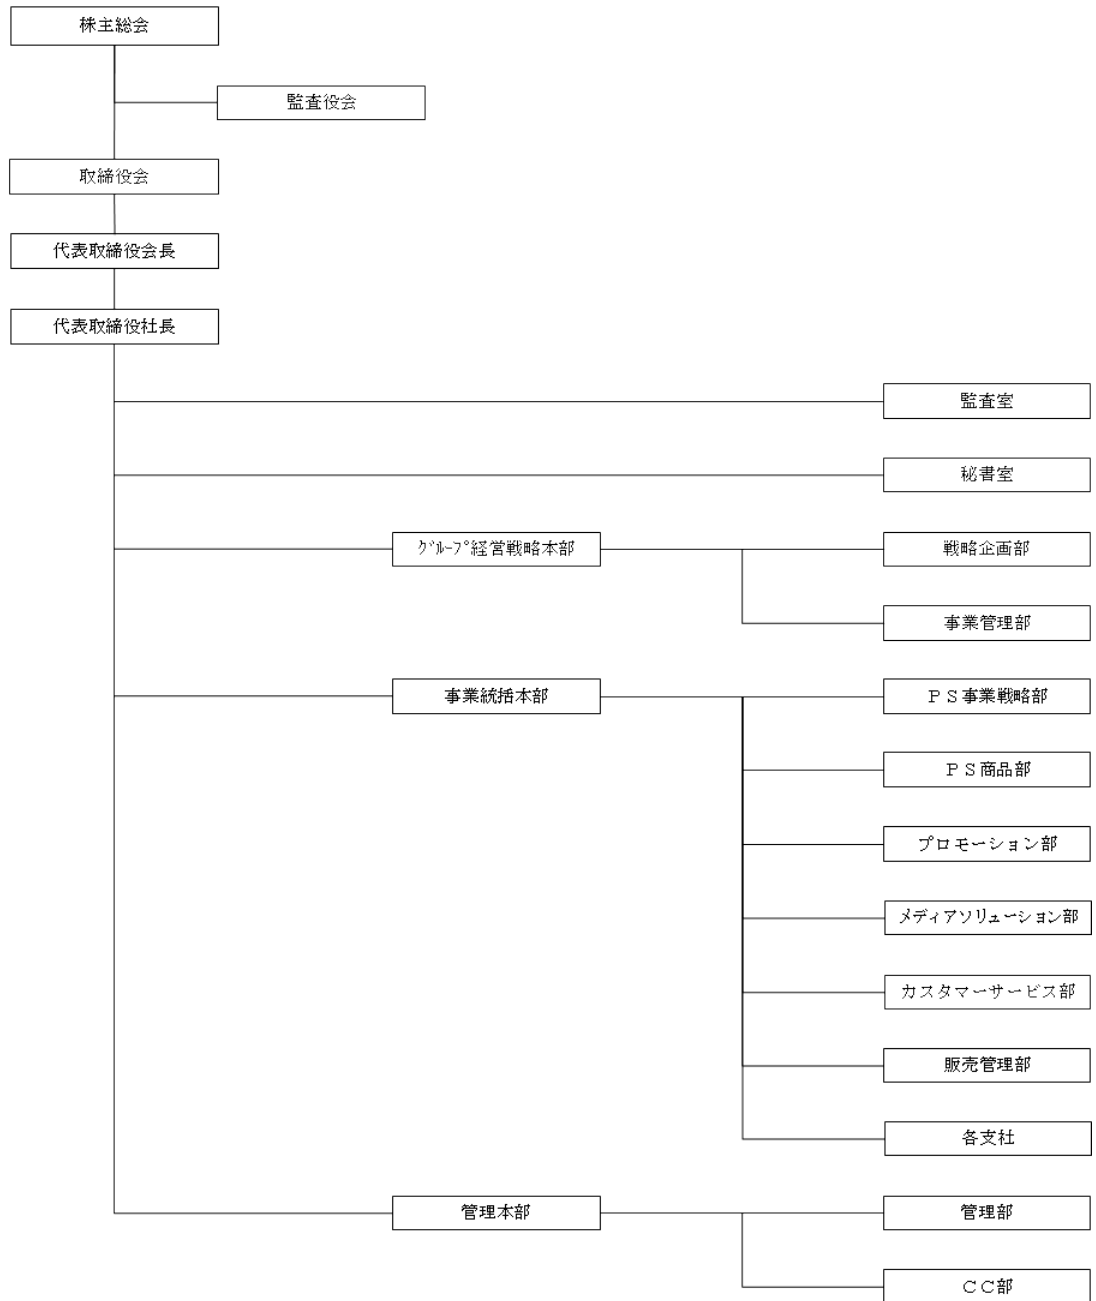 株主総会
監査役会
取締役会
代表取締役会長
代表取締役社長
監査室
秘書室
ｸﾞﾙｰﾌﾟ経営戦略本部
戦略企画部
事業管理部
事業統括本部
ＰＳ事業戦略部
ＰＳ商品部
プロモーション部
メディアソリューション部
カスタマーサービス部
販売管理部
各支社
管理本部
管理部
ＣＣ部